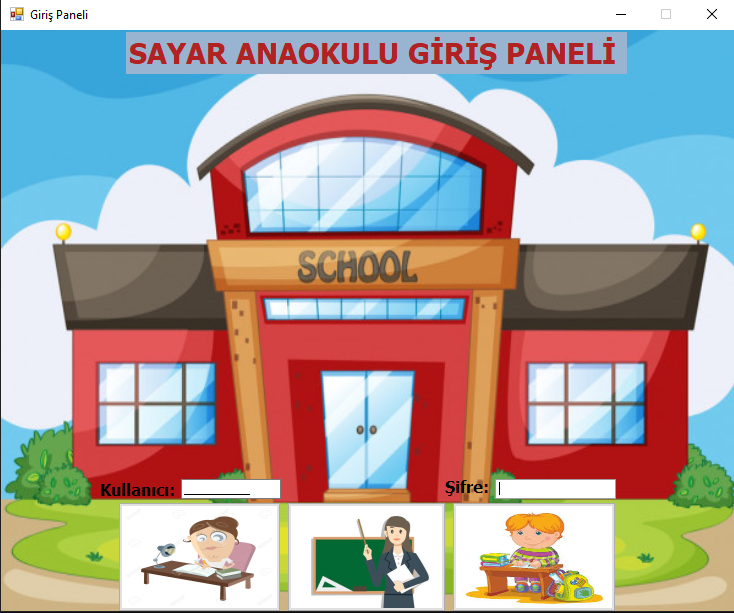 Giriş Paneli
SAYAR ANAOKULU GİRİŞ PANELİ
SCHOOL
Kullanıcı: Şifre: